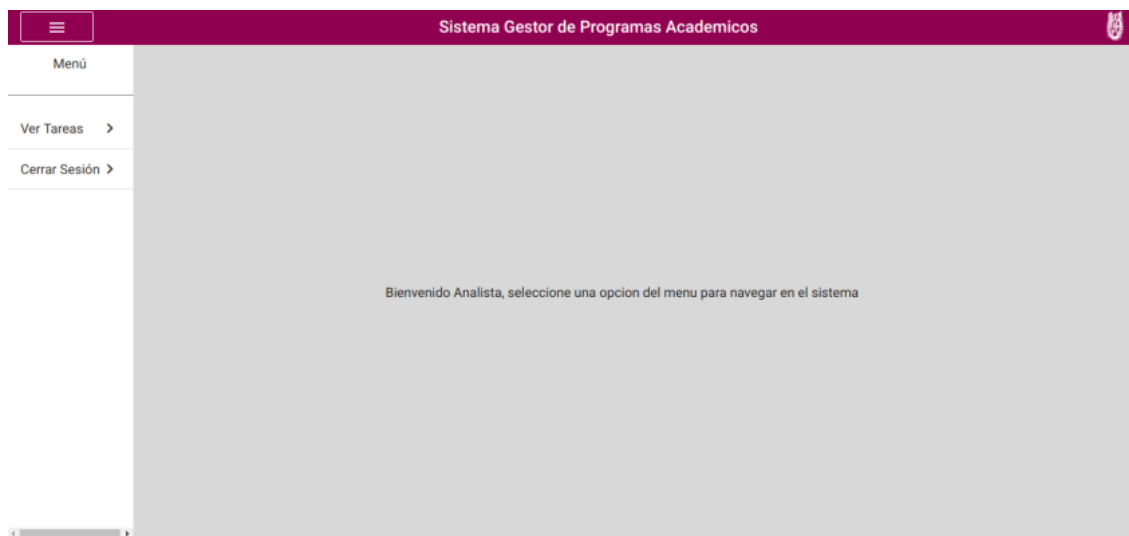 Sistema Gestor de Programas Academicos
Menú
Ver Tareas
Cerrar Sesión
Bienvenido Analista, seleccione una opcion del menu para navegar en el sistema